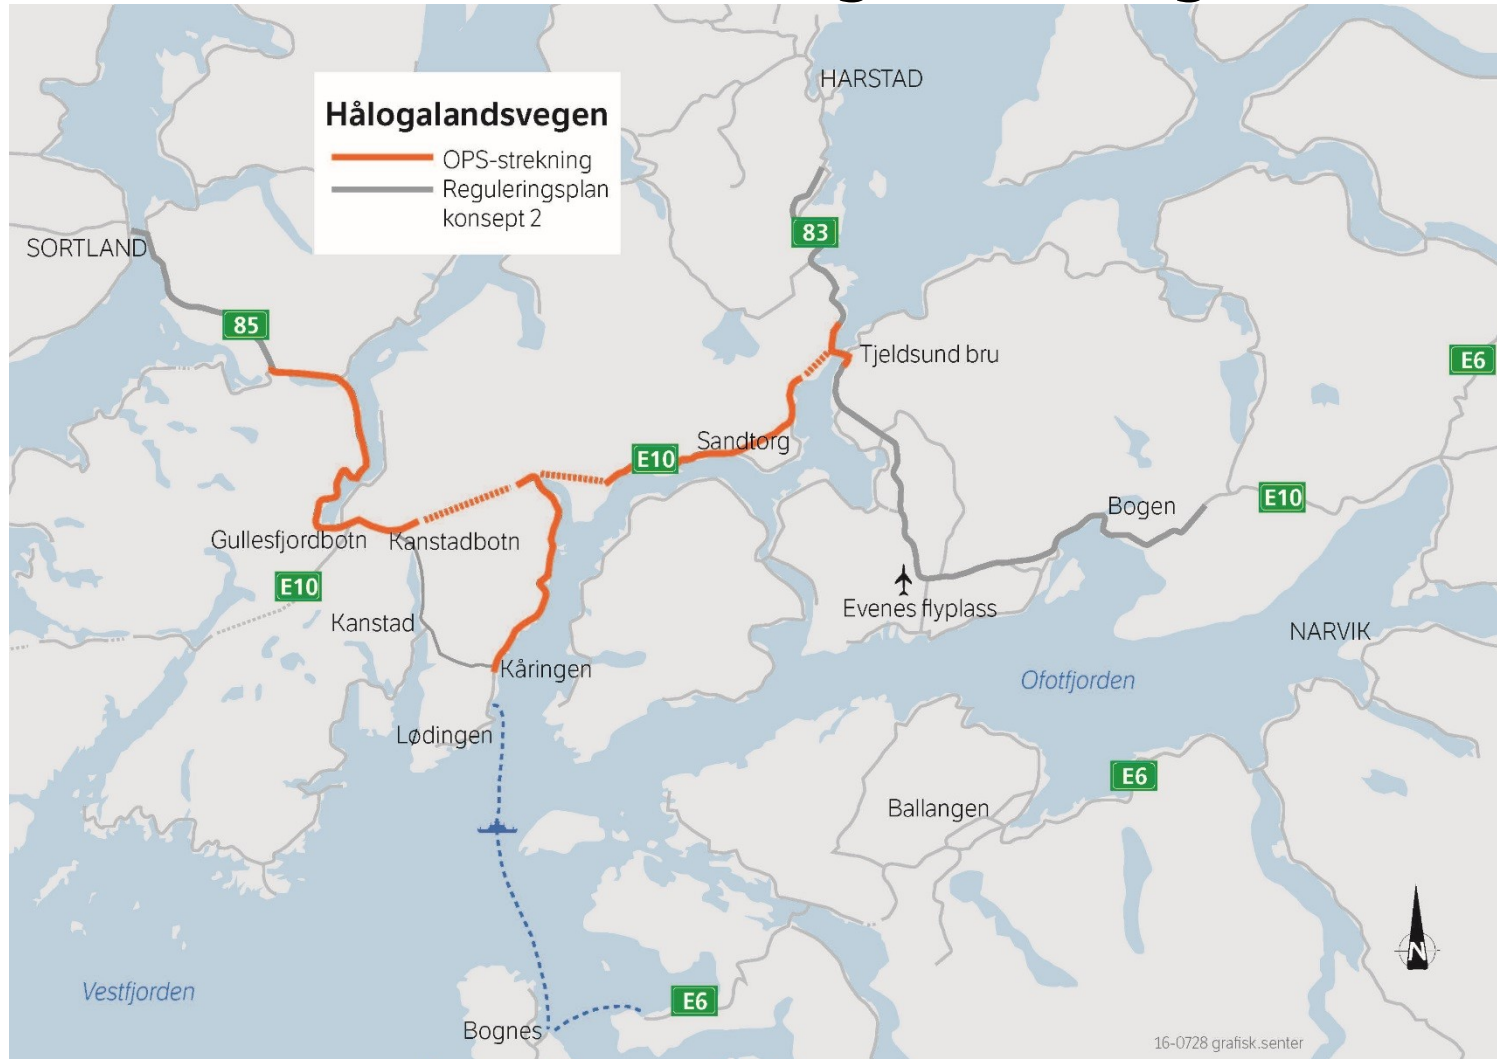 HARSTAD
Hålogalandsvegen
OPS-strekning
Reguleringsplan
konsept 2
83
SORTLAND
85
Tjeldsund bru
E6
Sandtorg
E10
E10
Bogen
Gullesfjordbotn
Kanstadbotn
E10
Evenes flyplass
Kanstad
NARVIK
Kåringen
Ofotfjorden
Lødingen
E6
Ballangen
N
Vestfjorden
E6
Bognes
16-0728 grafisk.senter